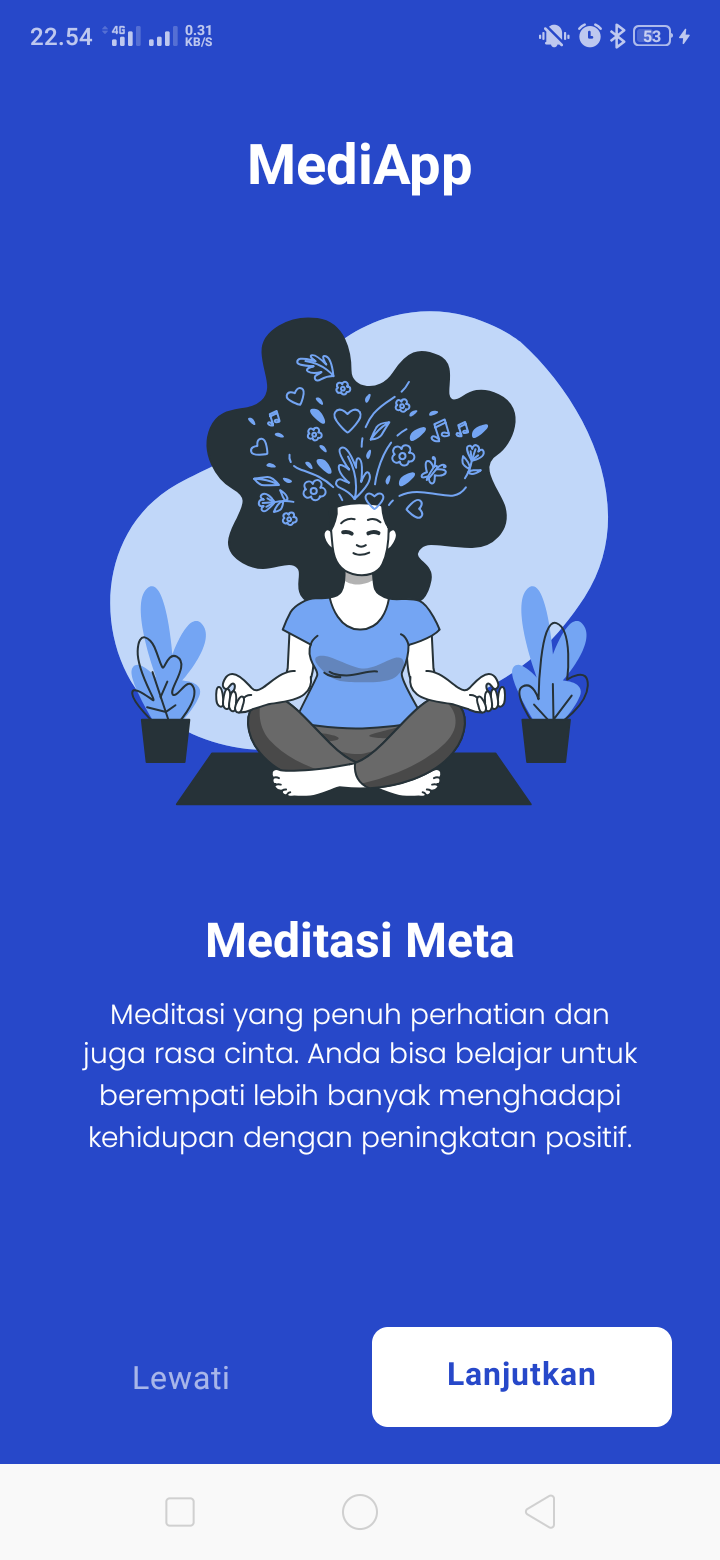 22.54 4G 0.31 KB/S 53
MediApp
Meditasi Meta
Meditasi yang penuh perhatian dan
juga rasa cinta. Anda bisa belajar untuk
berempati lebih banyak menghadapi
kehidupan dengan peningkatan positif.
Lewati Lanjutkan